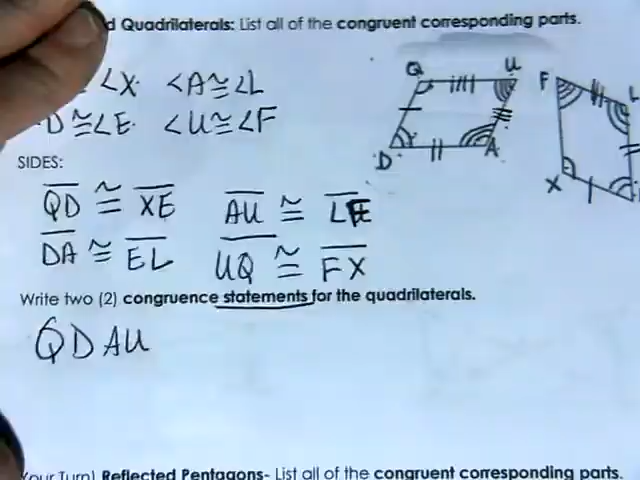 d Quadrilaterals: List all of the congruent corresponding parts.
∠X ∠A≅∠L
D≅∠E ∠U≅∠F
Q U F L
D A X
SIDES:
QD ≅ XE AU ≅ LF
DA ≅ EL UQ ≅ FX
Write two (2) congruence statements for the quadrilaterals.
QDAU
Your Turn! Reflected Pentagons- List all of the congruent corresponding parts.